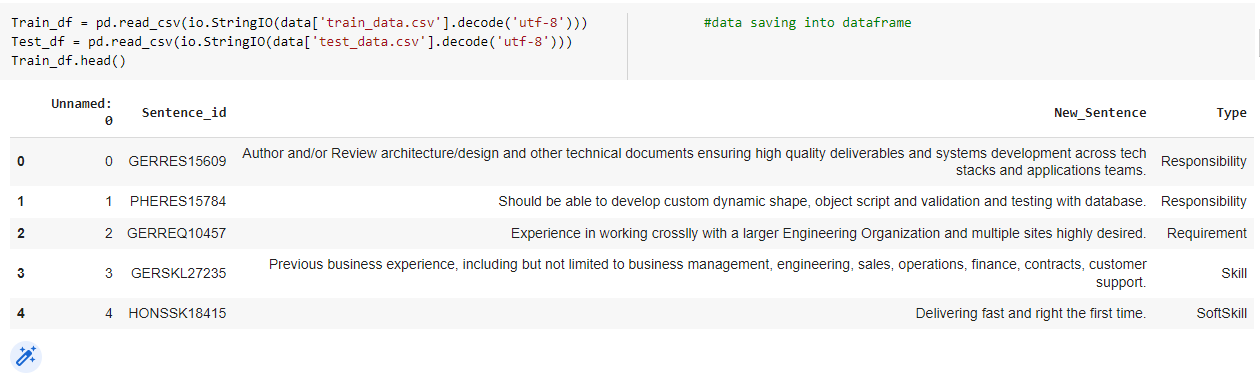 Train_df = pd.read_csv(io.StringIO(data['train_data.csv'].decode('utf-8'))) #data saving into dataframe
Test_df = pd.read_csv(io.StringIO(data['test_data.csv'].decode('utf-8')))
Train_df.head()
Unnamed: 0 Sentence_id New_Sentence Type
0 0 GERRES15609 Author and/or Review architecture/design and other technical documents ensuring high quality deliverables and systems development across tech
stacks and applications teams. Responsibility
1 1 PHERES15784 Should be able to develop custom dynamic shape, object script and validation and testing with database. Responsibility
2 2 GERREQ10457 Experience in working crosslly with a larger Engineering Organization and multiple sites highly desired. Requirement
3 3 GERSKL27235 Previous business experience, including but not limited to business management, engineering, sales, operations, finance, contracts, customer
support. Skill
4 4 HONSSK18415 Delivering fast and right the first time. SoftSkill